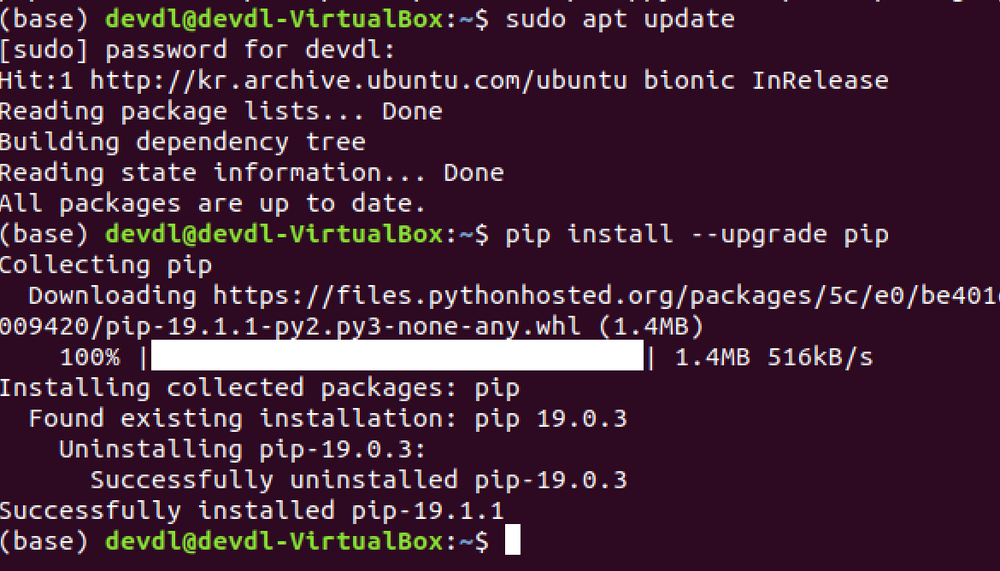 (base) devdl@devdl-VirtualBox:~$ sudo apt update
[sudo] password for devdl:
Hit:1 http://kr.archive.ubuntu.com/ubuntu bionic InRelease
Reading package lists... Done
Building dependency tree
Reading state information... Done
All packages are up to date.
(base) devdl@devdl-VirtualBox:~$ pip install --upgrade pip
Collecting pip
  Downloading https://files.pythonhosted.org/packages/5c/e0/be401
009420/pip-19.1.1-py2.py3-none-any.whl (1.4MB)
    100% |████████████████████████████████| 1.4MB 516kB/s
Installing collected packages: pip
  Found existing installation: pip 19.0.3
    Uninstalling pip-19.0.3:
      Successfully uninstalled pip-19.0.3
Successfully installed pip-19.1.1
(base) devdl@devdl-VirtualBox:~$